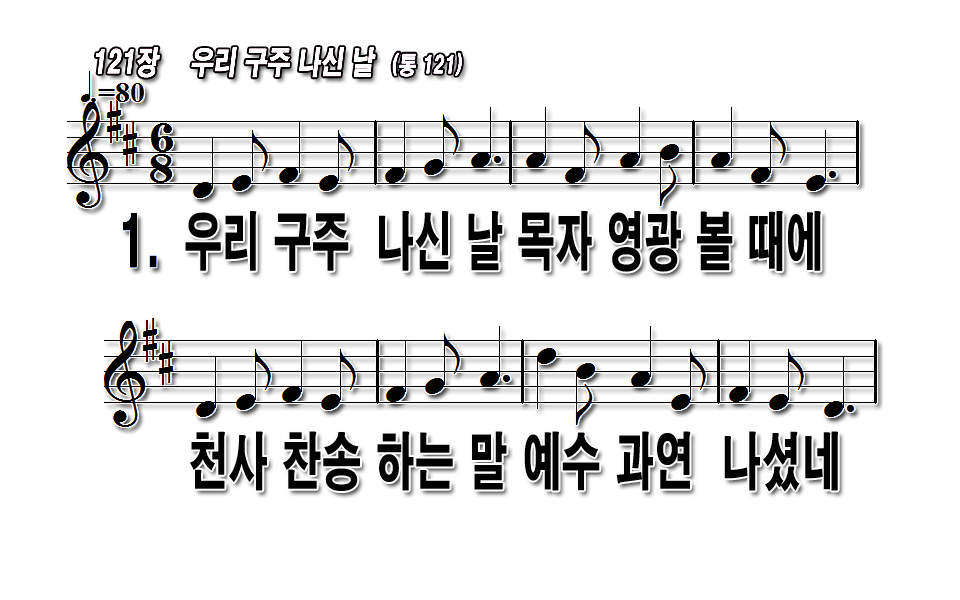 121장 우리 구주 나신 날 (통 121)
♩.=80
6
8
1. 우리 구주 나신 날 목자 영광 볼 때에
천사 찬송 하는 말 예수 과연 나셨네